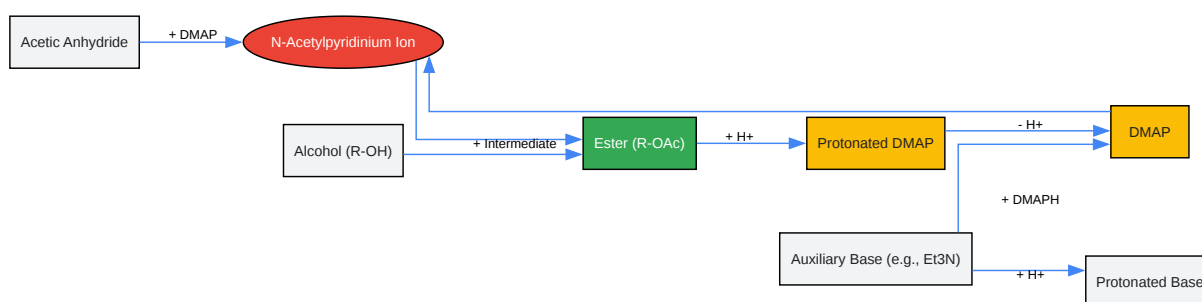 Acetic Anhydride
+ DMAP
N-Acetylpyridinium Ion
Alcohol (R-OH)
+ Intermediate
Ester (R-OAc)
+ H+
Protonated DMAP
- H+
DMAP
+ DMAPH
Auxiliary Base (e.g., Et3N)
+ H+
Protonated Base